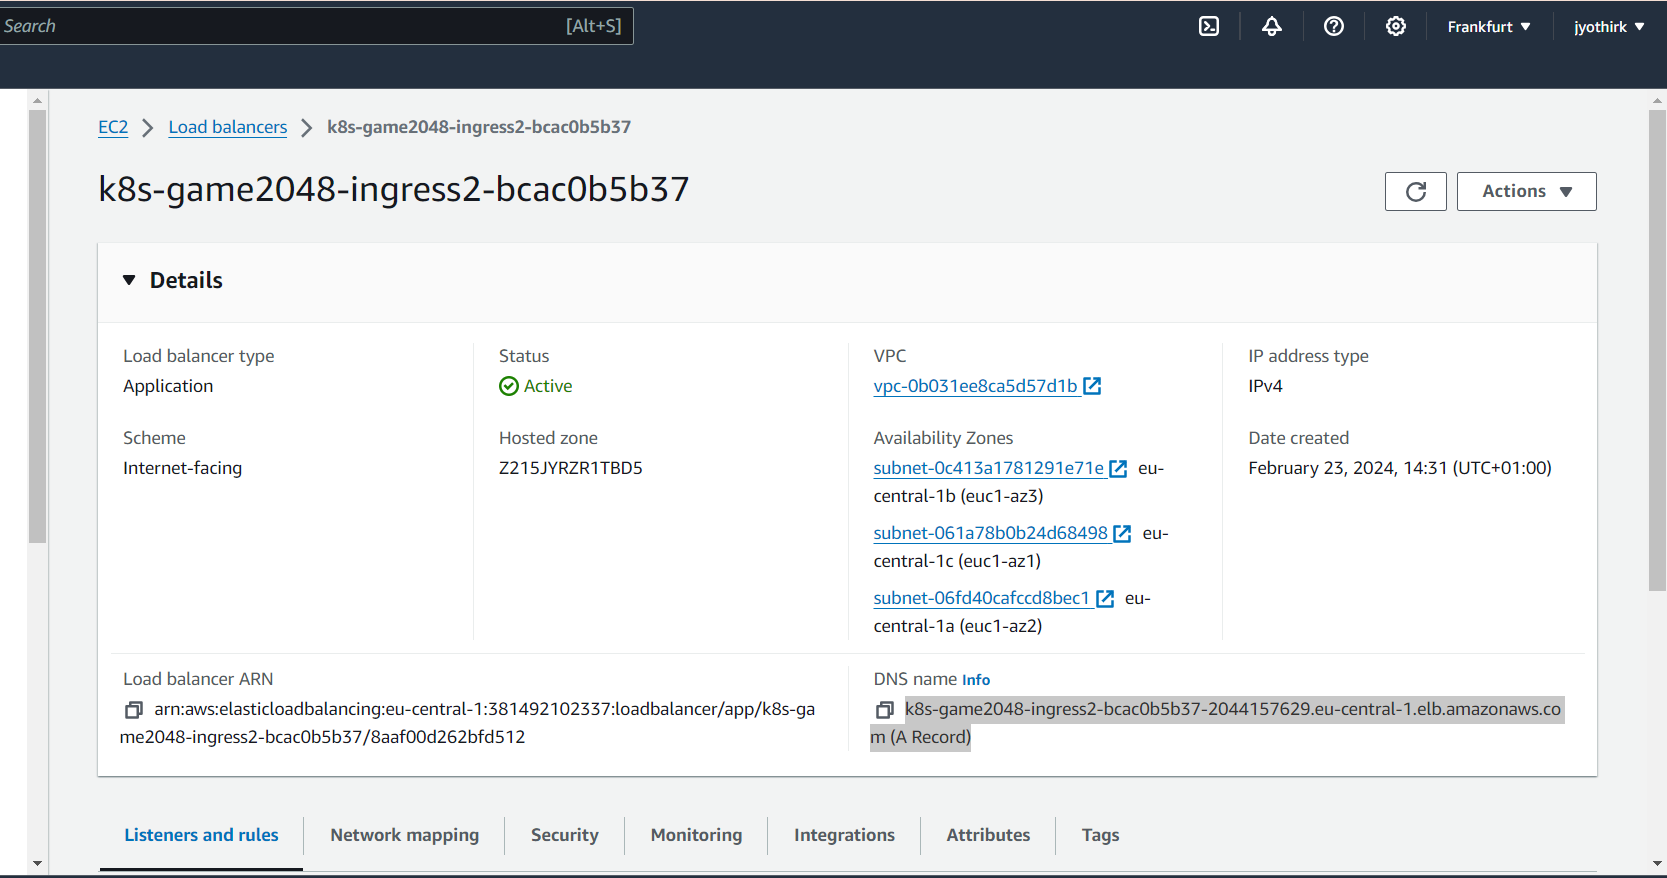 Search [Alt+S] Frankfurt jyothirk
EC2 Load balancers k8s-game2048-ingress2-bcac0b5b37
k8s-game2048-ingress2-bcac0b5b37
Actions
Details
Load balancer type
Application
Status
Active
VPC
vpc-0b031ee8ca5d57d1b
IP address type
IPv4
Scheme
Internet-facing
Hosted zone
Z215JYRZR1TBD5
Availability Zones
subnet-0c413a1781291e71e eu-
central-1b (euc1-az3)
subnet-061a78b0b24d68498 eu-
central-1c (euc1-az1)
subnet-06fd40cafccd8bec1 eu-
central-1a (euc1-az2)
Date created
February 23, 2024, 14:31 (UTC+01:00)
Load balancer ARN
arn:aws:elasticloadbalancing:eu-central-1:381492102337:loadbalancer/app/k8s-ga
me2048-ingress2-bcac0b5b37/8aaf00d262bfd512
DNS name Info
k8s-game2048-ingress2-bcac0b5b37-2044157629.eu-central-1.elb.amazonaws.co
m (A Record)
Listeners and rules Network mapping Security Monitoring Integrations Attributes Tags